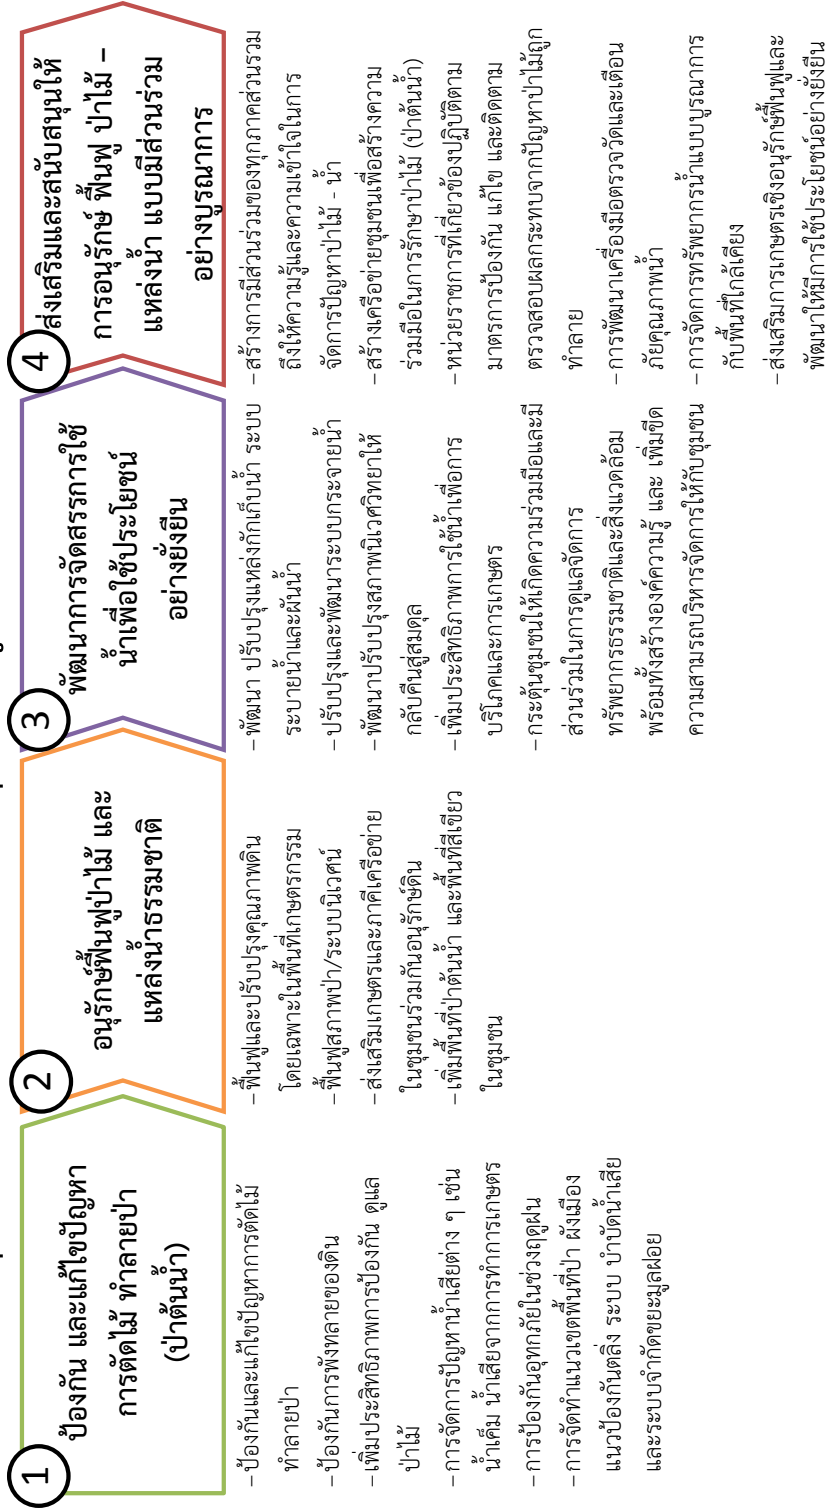 1
ป้องกัน และแก้ไขปัญหา
การตัดไม้ ทำลายป่า
(ป่าต้นน้ำ)
– ป้องกันและแก้ไขปัญหาการตัดไม้
ทำลายป่า
– ป้องกันการพังทลายของดิน
– เพิ่มประสิทธิภาพการป้องกัน ดูแล
ป่าไม้
– การจัดการปัญหาน้ำเสียต่าง ๆ เช่น
น้ำเค็ม น้ำเสียจากการทำการเกษตร
– การป้องกันอุทกภัยในช่วงฤดูฝน
– การจัดทำแนวเขตพื้นที่ป่า ผังเมือง
แนวป้องกันตลิ่ง ระบบ บำบัดน้ำเสีย
และระบบจำกัดขยะมูลฝอย
2
อนุรักษ์ฟื้นฟูป่าไม้ และ
แหล่งน้ำธรรมชาติ
– ฟื้นฟูและปรับปรุงคุณภาพดิน
โดยเฉพาะในพื้นที่เกษตรกรรม
– ฟื้นฟูสภาพป่า/ระบบนิเวศน์
– ส่งเสริมเกษตรและภาคีเครือข่าย
ในชุมชนร่วมกันอนุรักษ์ดิน
– เพิ่มพื้นที่ป่าต้นน้ำ และพื้นที่สีเขียว
ในชุมชน
3
พัฒนาการจัดสรรการใช้
น้ำเพื่อใช้ประโยชน์
อย่างยั่งยืน
– พัฒนา ปรับปรุงแหล่งกักเก็บน้ำ ระบบ
ระบายน้ำและผันน้ำ
– ปรับปรุงและพัฒนาระบบกระจายน้ำ
– พัฒนาปรับปรุงสภาพนิเวศวิทยาให้
กลับคืนสู่สมดุล
– เพิ่มประสิทธิภาพการใช้น้ำเพื่อการ
บริโภคและการเกษตร
– กระตุ้นชุมชนให้เกิดความร่วมมือและมี
ส่วนร่วมในการดูแลจัดการ
ทรัพยากรธรรมชาติและสิ่งแวดล้อม
พร้อมทั้งสร้างองค์ความรู้ และ เพิ่มขีด
ความสามารถบริหารจัดการให้กับชุมชน
4
ส่งเสริมและสนับสนุนให้
การอนุรักษ์ ฟื้นฟู ป่าไม้ –
แหล่งน้ำ แบบมีส่วนร่วม
อย่างบูรณาการ
– สร้างการมีส่วนร่วมของทุกภาคส่วนรวม
ถึงให้ความรู้และความเข้าใจในการ
จัดการปัญหาป่าไม้ - น้ำ
– สร้างเครือข่ายชุมชนเพื่อสร้างความ
ร่วมมือในการรักษาป่าไม้ (ป่าต้นน้ำ)
– หน่วยราชการที่เกี่ยวข้องปฏิบัติตาม
มาตรการป้องกัน แก้ไข และติดตาม
ตรวจสอบผลกระทบจากปัญหาป่าไม้ถูก
ทำลาย
– การพัฒนาเครื่องมือตรวจวัดและเตือน
ภัยคุณภาพน้ำ
– การจัดการทรัพยากรน้ำแบบบูรณาการ
กับพื้นที่ใกล้เคียง
– ส่งเสริมการเกษตรเชิงอนุรักษ์ฟื้นฟูและ
พัฒนาให้มีการใช้ประโยชน์อย่างยั่งยืน